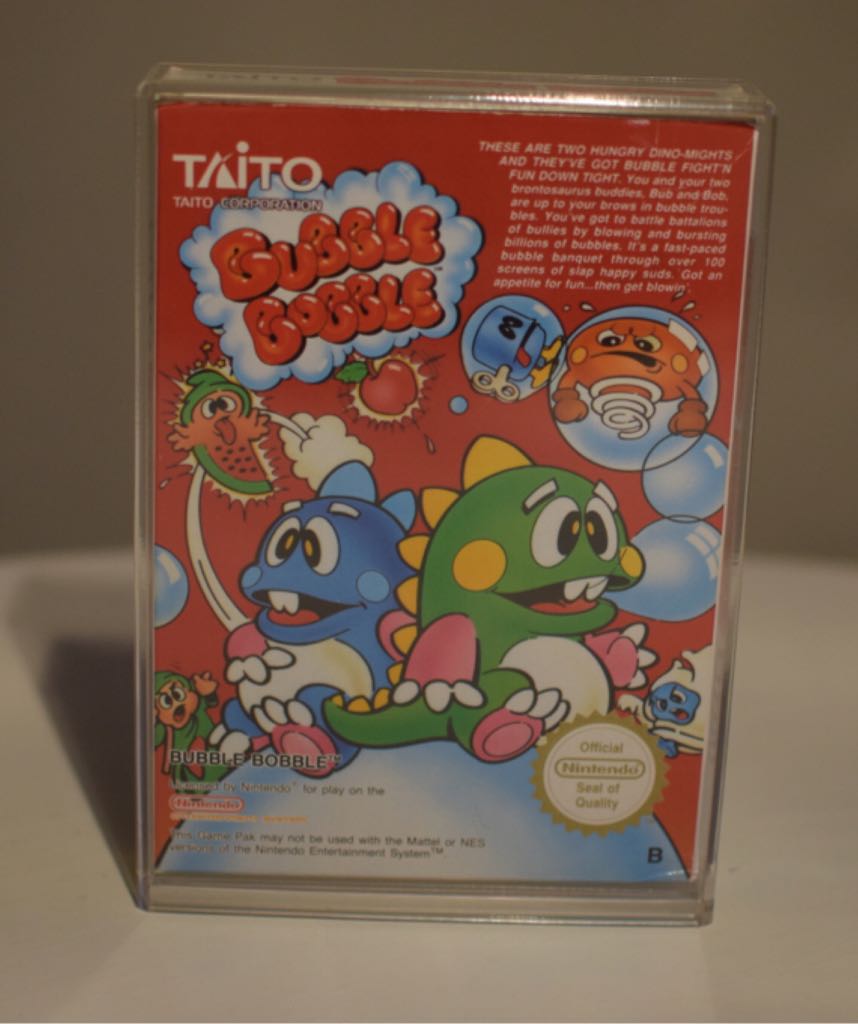 TAITO
TAITO CORPORATION
BUBBLE
BOBBLE
THESE ARE TWO HUNGRY DINO-MIGHTS
AND THEY'VE GOT BUBBLE FIGHT'N
FUN DOWN TIGHT. You and your two
brontosaurus buddies, Bub and Bob,
are up to your brows in bubble trou-
bles. You've got to battle battalions
of bullies by blowing and bursting
billions of bubbles. It's a fast-paced
bubble banquet through over 100
screens of slap happy suds. Got an
appetite for fun...then get blowin'.
BUBBLE BOBBLE™
Licensed by Nintendo® for play on the
Nintendo
This Game Pak may not be used with the Mattel or NES
versions of the Nintendo Entertainment System™
Official
Nintendo
Seal of
Quality
B